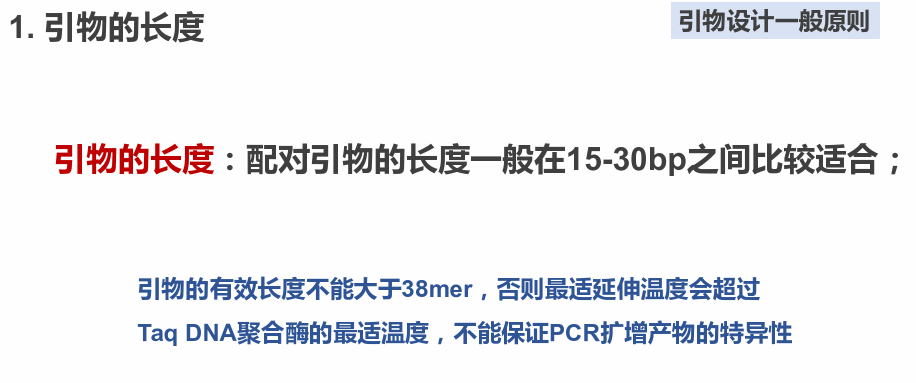 1. 引物的长度
引物设计一般原则
引物的长度：配对引物的长度一般在15-30bp之间比较适合；
引物的有效长度不能大于38mer，否则最适延伸温度会超过
Taq DNA聚合酶的最适温度，不能保证PCR扩增产物的特异性